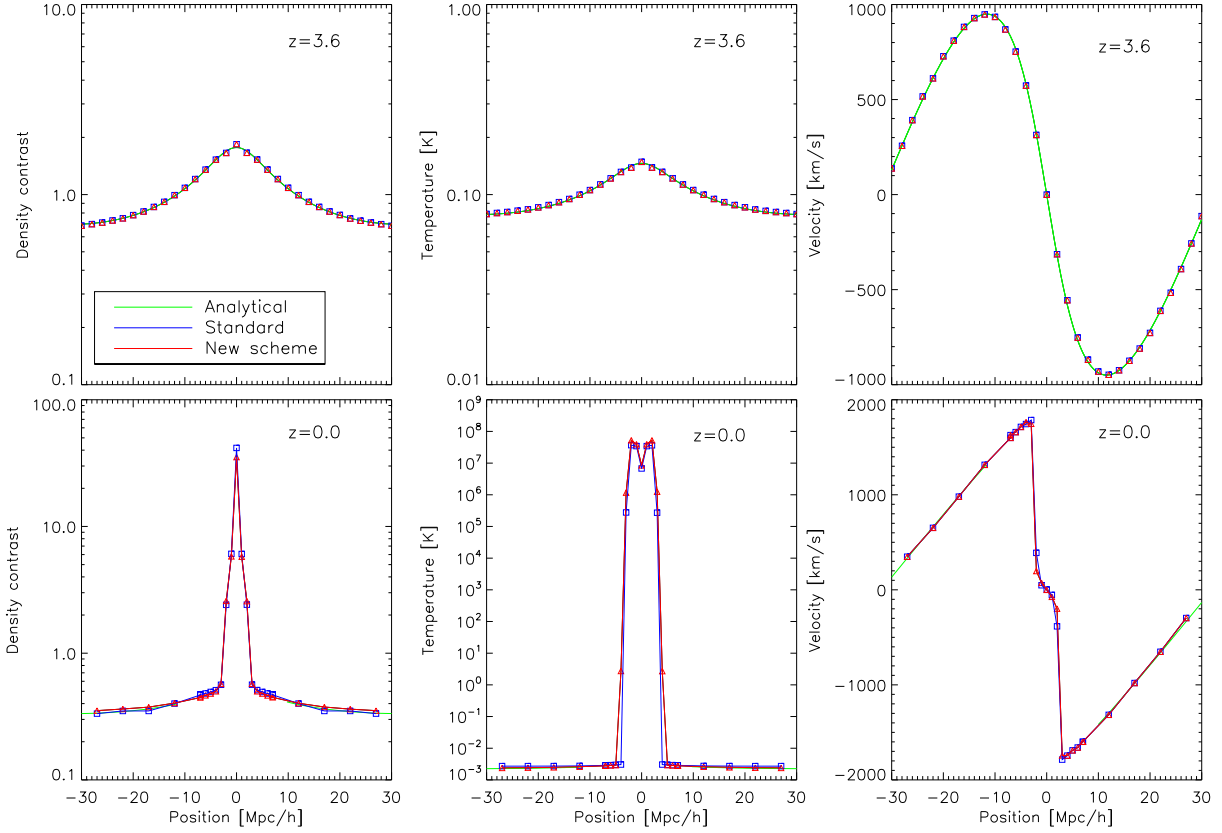 10.0
1.0
0.1
Density contrast
z=3.6
Analytical
Standard
New scheme
1.00
0.10
0.01
Temperature [K]
z=3.6
1000
500
0
−500
−1000
Velocity [km/s]
z=3.6
100.0
10.0
1.0
0.1
Density contrast
z=0.0
−30 −20 −10 0 10 20 30
Position [Mpc/h]
10⁹
10⁸
10⁷
10⁶
10⁵
10⁴
10³
10²
10¹
10⁰
10⁻¹
10⁻²
10⁻³
Temperature [K]
z=0.0
−30 −20 −10 0 10 20 30
Position [Mpc/h]
2000
1000
0
−1000
−2000
Velocity [km/s]
z=0.0
−30 −20 −10 0 10 20 30
Position [Mpc/h]